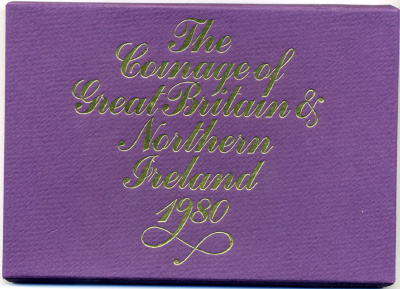 The
Coinage of
Great Britain &
Northern
Ireland
1980